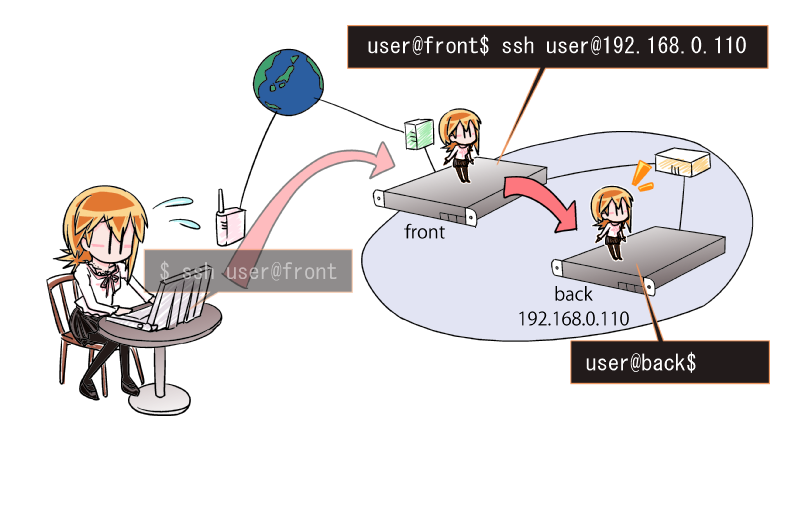 user@front$ ssh user@192.168.0.110
front
$ ssh user@front
back
192.168.0.110
user@back$